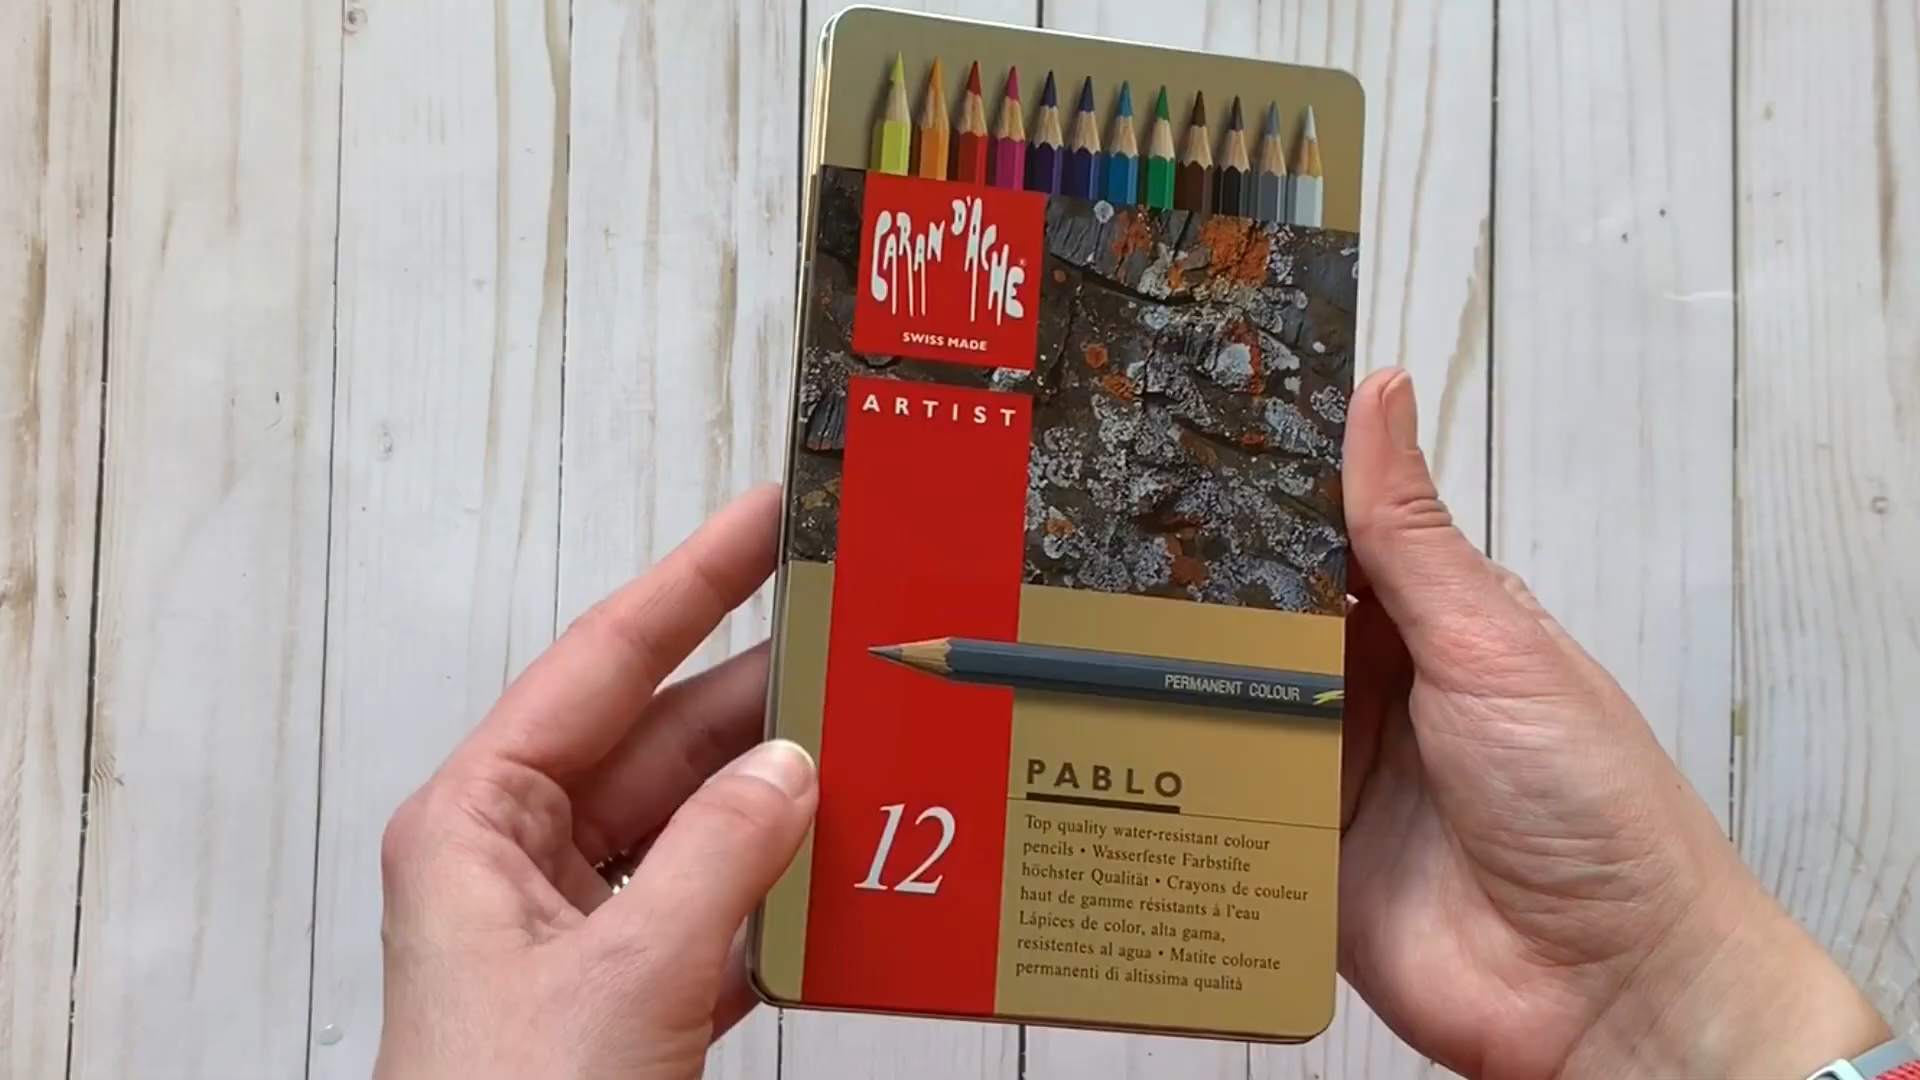 CARAN D'ACHE
SWISS MADE
ARTIST
PERMANENT COLOUR
PABLO
12
Top quality water-resistant colour
pencils • Wasserfeste Farbstifte
höchster Qualität • Crayons de couleur
haut de gamme résistants à l'eau
Lápices de color, alta gama,
resistentes al agua • Matite colorate
permanenti di altissima qualità